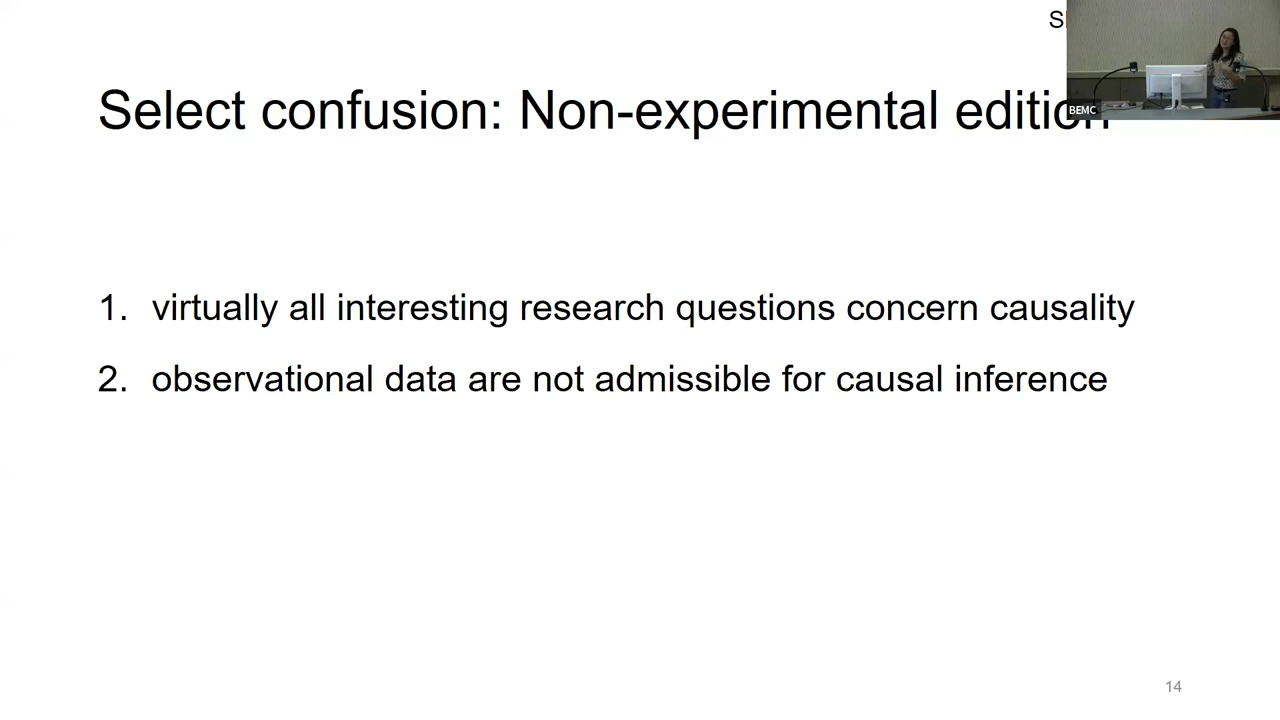 Select confusion: Non-experimental edition
BEMC
1. virtually all interesting research questions concern causality
2. observational data are not admissible for causal inference
14